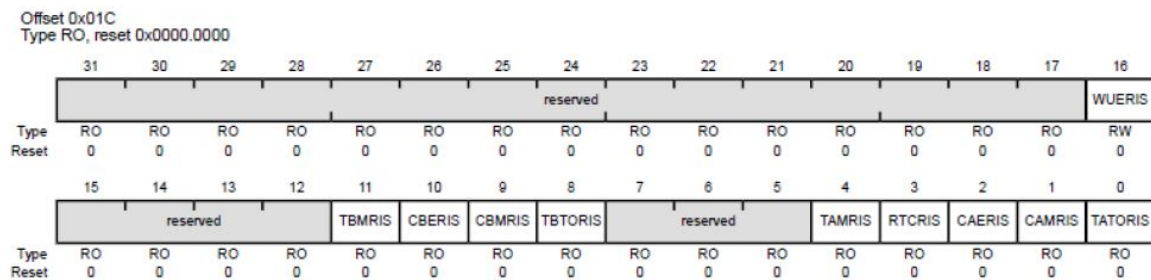 Offset 0x01C
Type RO, reset 0x0000.0000
31 30 29 28 27 26 25 24 23 22 21 20 19 18 17 16
reserved WUERIS
Type RO RO RO RO RO RO RO RO RO RO RO RO RO RO RO RW
Reset 0 0 0 0 0 0 0 0 0 0 0 0 0 0 0 0
15 14 13 12 11 10 9 8 7 6 5 4 3 2 1 0
reserved TBMRIS CBERIS CBMRIS TBTORIS reserved TAMRIS RTCRIS CAERIS CAMRIS TATORIS
Type RO RO RO RO RO RO RO RO RO RO RO RO RO RO RO RO
Reset 0 0 0 0 0 0 0 0 0 0 0 0 0 0 0 0